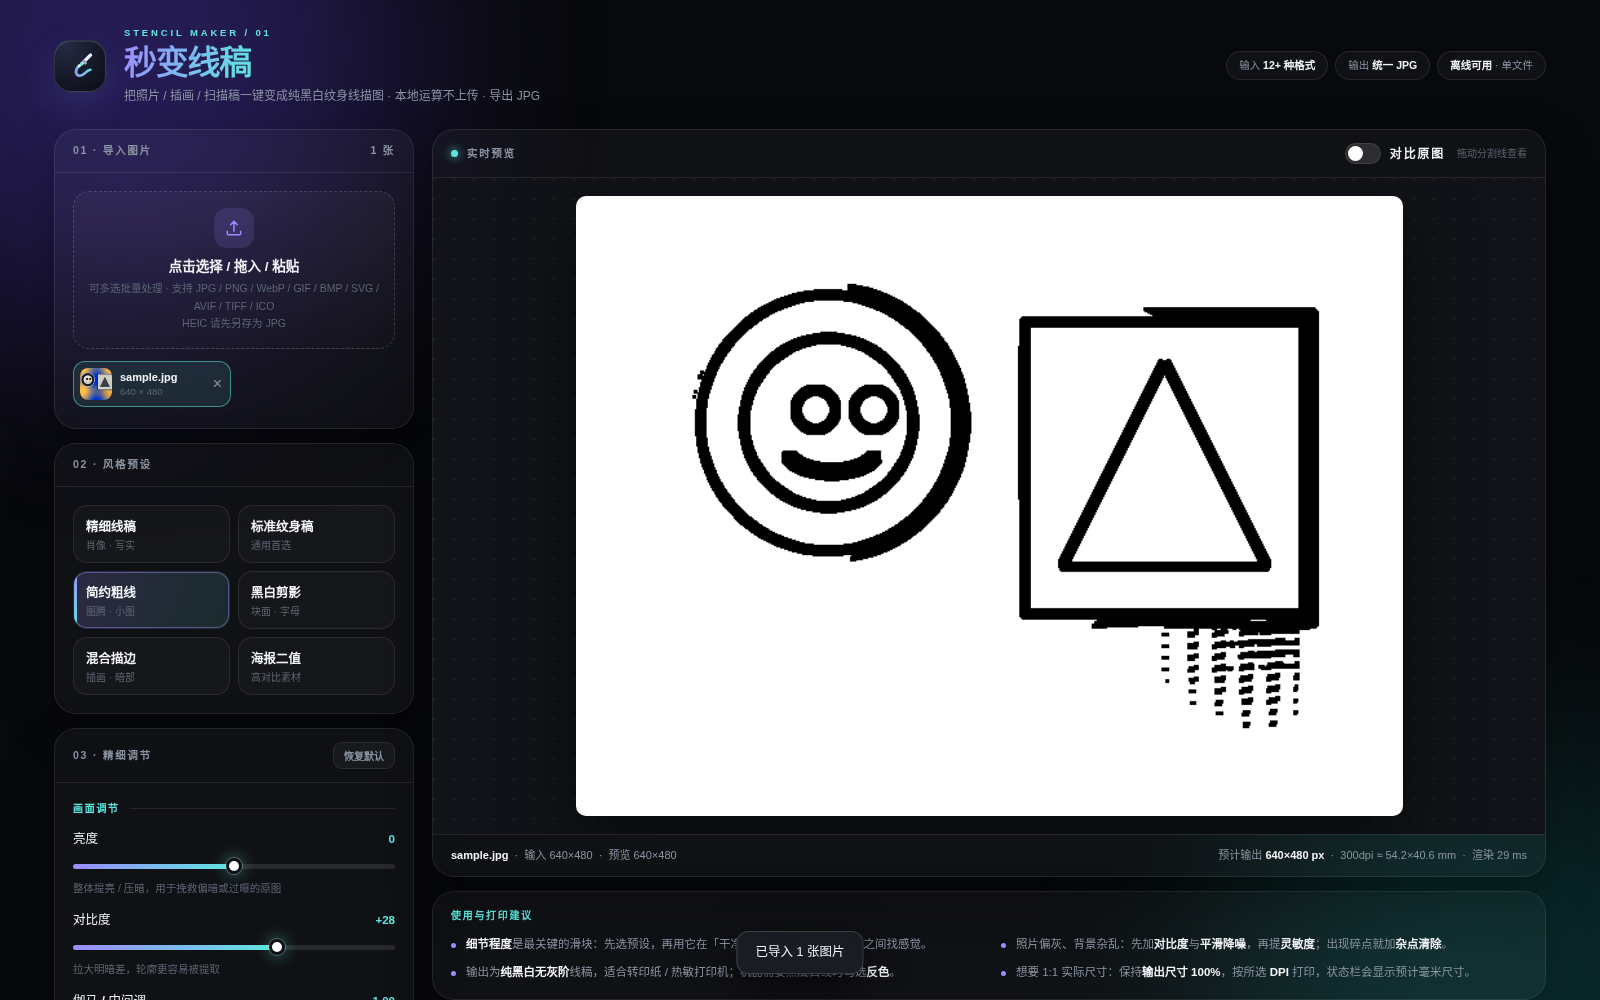 STENCIL MAKER / 01
秒变线稿
把照片 / 插画 / 扫描稿一键变成纯黑白纹身线描图 · 本地运算不上传 · 导出 JPG
输入 12+ 种格式
输出 统一 JPG
离线可用 · 单文件
01 · 导入图片
1 张
点击选择 / 拖入 / 粘贴
可多选批量处理 · 支持 JPG / PNG / WebP / GIF / BMP / SVG /
AVIF / TIFF / ICO
HEIC 请先另存为 JPG
sample.jpg
640 × 480
×
02 · 风格预设
精细线稿
肖像 · 写实
标准纹身稿
通用首选
简约粗线
图腾 · 小图
黑白剪影
块面 · 字母
混合描边
插画 · 暗部
海报二值
高对比素材
03 · 精细调节
恢复默认
画面调节
亮度
0
整体提亮 / 压暗，用于挽救偏暗或过曝的原图
对比度
+28
拉大明暗差，轮廓更容易被提取
实时预览
对比原图
拖动分割线查看
sample.jpg · 输入 640×480 · 预览 640×480
预计输出 640×480 px · 300dpi ≈ 54.2×40.6 mm · 渲染 29 ms
使用与打印建议
细节程度是最关键的滑块：先选预设，再用它在「干净 之间找感觉。
输出为纯黑白无灰阶线稿，适合转印纸 / 热敏打印机； 反色。
照片偏灰、背景杂乱：先加对比度与平滑降噪，再提灵敏度；出现碎点就加杂点清除。
想要 1:1 实际尺寸：保持输出尺寸 100%，按所选 DPI 打印，状态栏会显示预计毫米尺寸。
已导入 1 张图片